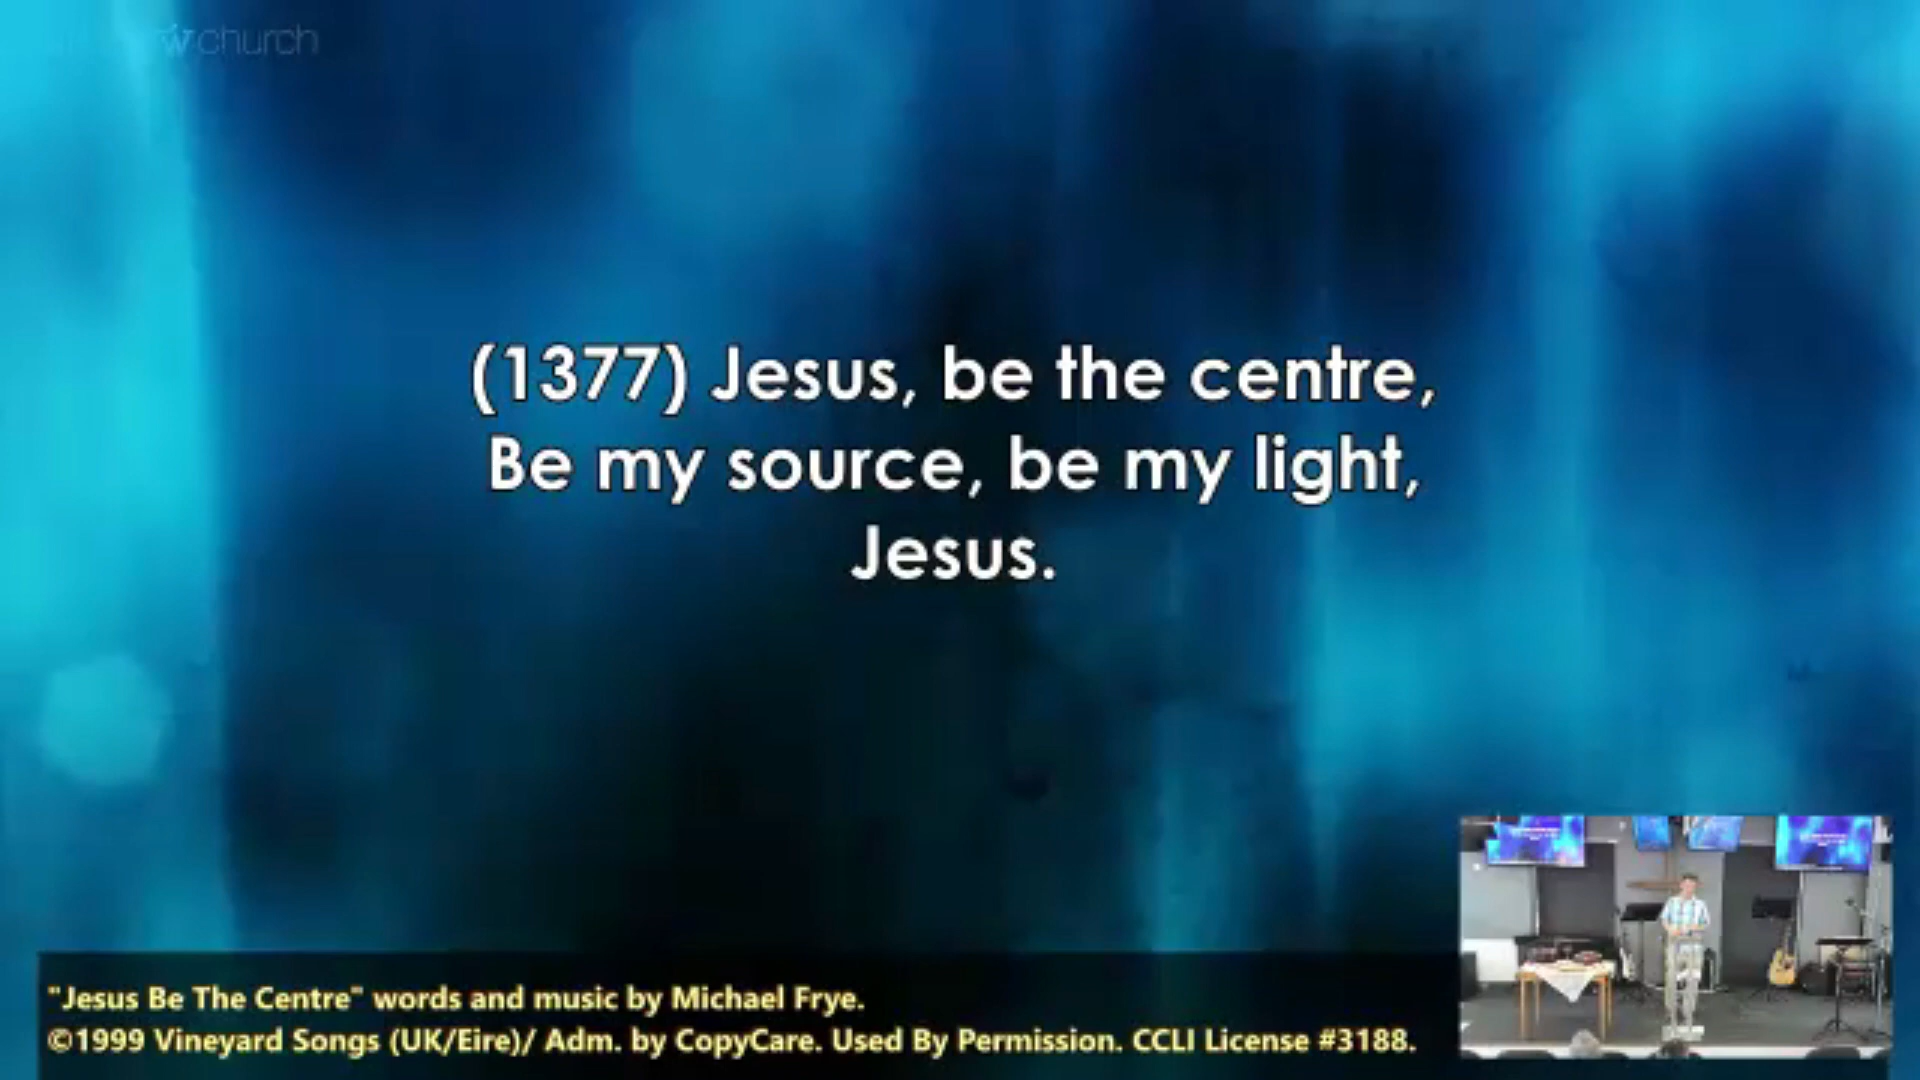 church
(1377) Jesus, be the centre,
Be my source, be my light,
Jesus.
"Jesus Be The Centre" words and music by Michael Frye.
©1999 Vineyard Songs (UK/Eire)/ Adm. by CopyCare. Used By Permission. CCLI License #3188.